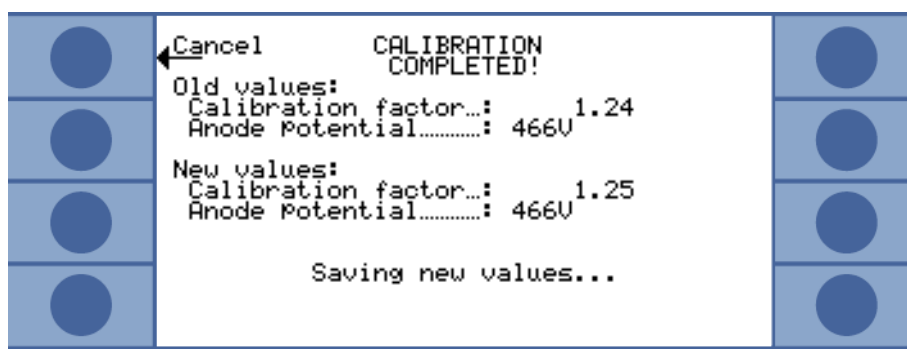 Cancel CALIBRATION
COMPLETED!
Old values:
Calibration factor…: 1.24
Anode Potential…………: 466V
New values:
Calibration factor…: 1.25
Anode Potential…………: 466V
Saving new values...